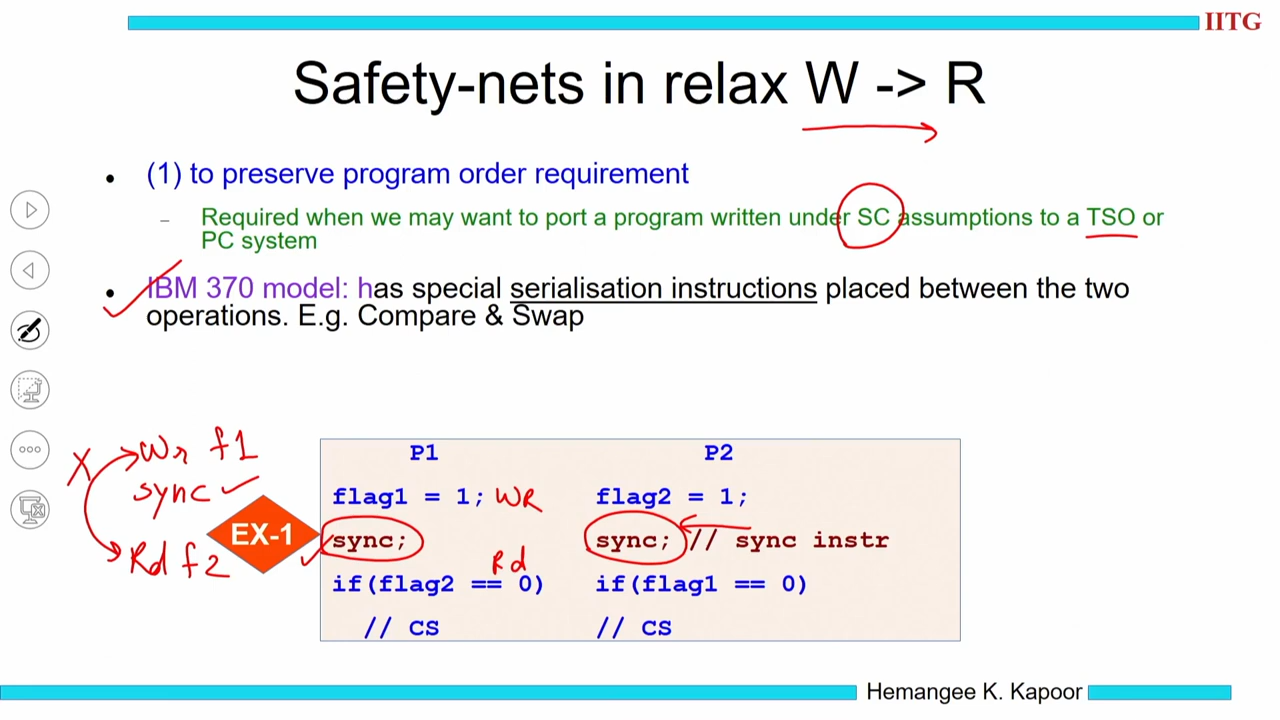 IITG
Safety-nets in relax W -> R
• (1) to preserve program order requirement
– Required when we may want to port a program written under SC assumptions to a TSO or
PC system
• IBM 370 model: has special serialisation instructions placed between the two
operations. E.g. Compare & Swap
X Wr f1
sync ✓
Rd f2
EX-1
P1 P2
flag1 = 1; WR flag2 = 1;
sync; sync; // sync instr
Rd
if(flag2 == 0) if(flag1 == 0)
// CS // CS
Hemangee K. Kapoor